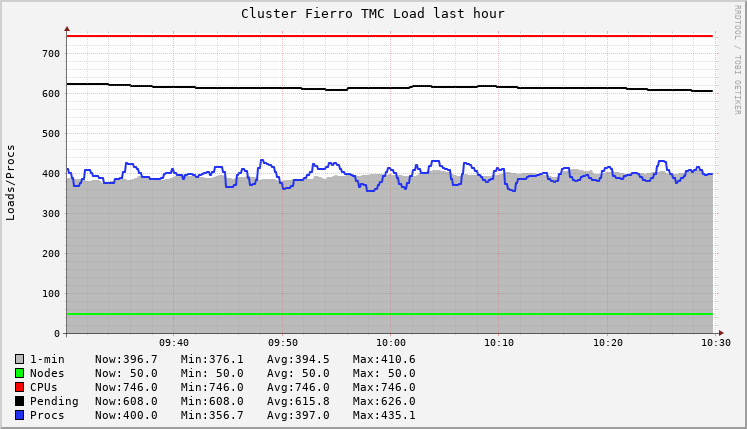 Cluster Fierro TMC Load last hour
RRDTOOL / TOBI OETIKER
Loads/Procs
700
600
500
400
300
200
100
0
09:40 09:50 10:00 10:10 10:20 10:30
1-min Now:396.7 Min:376.1 Avg:394.5 Max:410.6
Nodes Now: 50.0 Min: 50.0 Avg: 50.0 Max: 50.0
CPUs Now:746.0 Min:746.0 Avg:746.0 Max:746.0
Pending Now:608.0 Min:608.0 Avg:615.8 Max:626.0
Procs Now:400.0 Min:356.7 Avg:397.0 Max:435.1